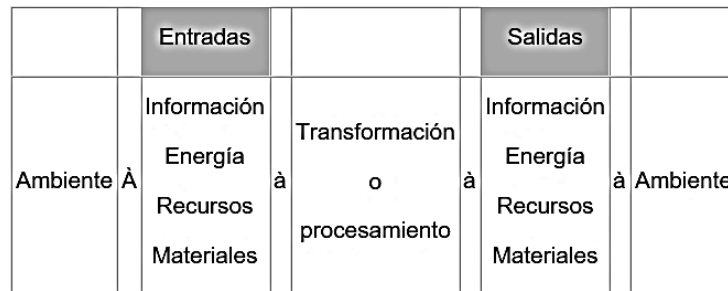 Entradas Salidas
Ambiente À Información Energía Recursos Materiales à Transformación o procesamiento à Información Energía Recursos Materiales à Ambiente